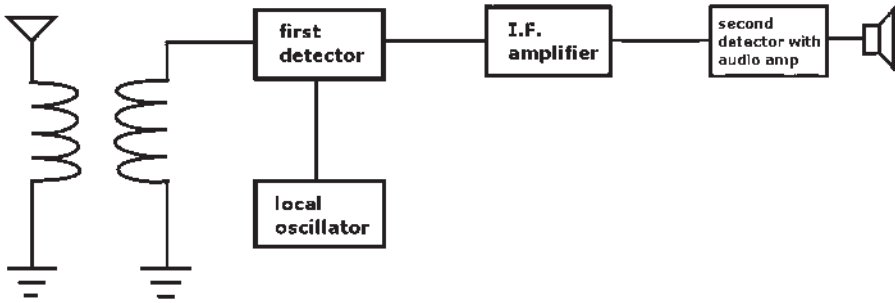 first
detector
I.F.
amplifier
second
detector with
audio amp
local
oscillator